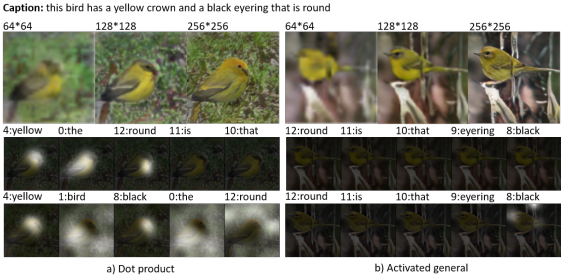 Caption: this bird has a yellow crown and a black eyering that is round
64*64 128*128 256*256 64*64 128*128 256*256
4:yellow 0:the 12:round 11:is 10:that 12:round 11:is 10:that 9:eyering 8:black
4:yellow 1:bird 8:black 0:the 12:round 12:round 11:is 10:that 9:eyering 8:black
a) Dot product b) Activated general